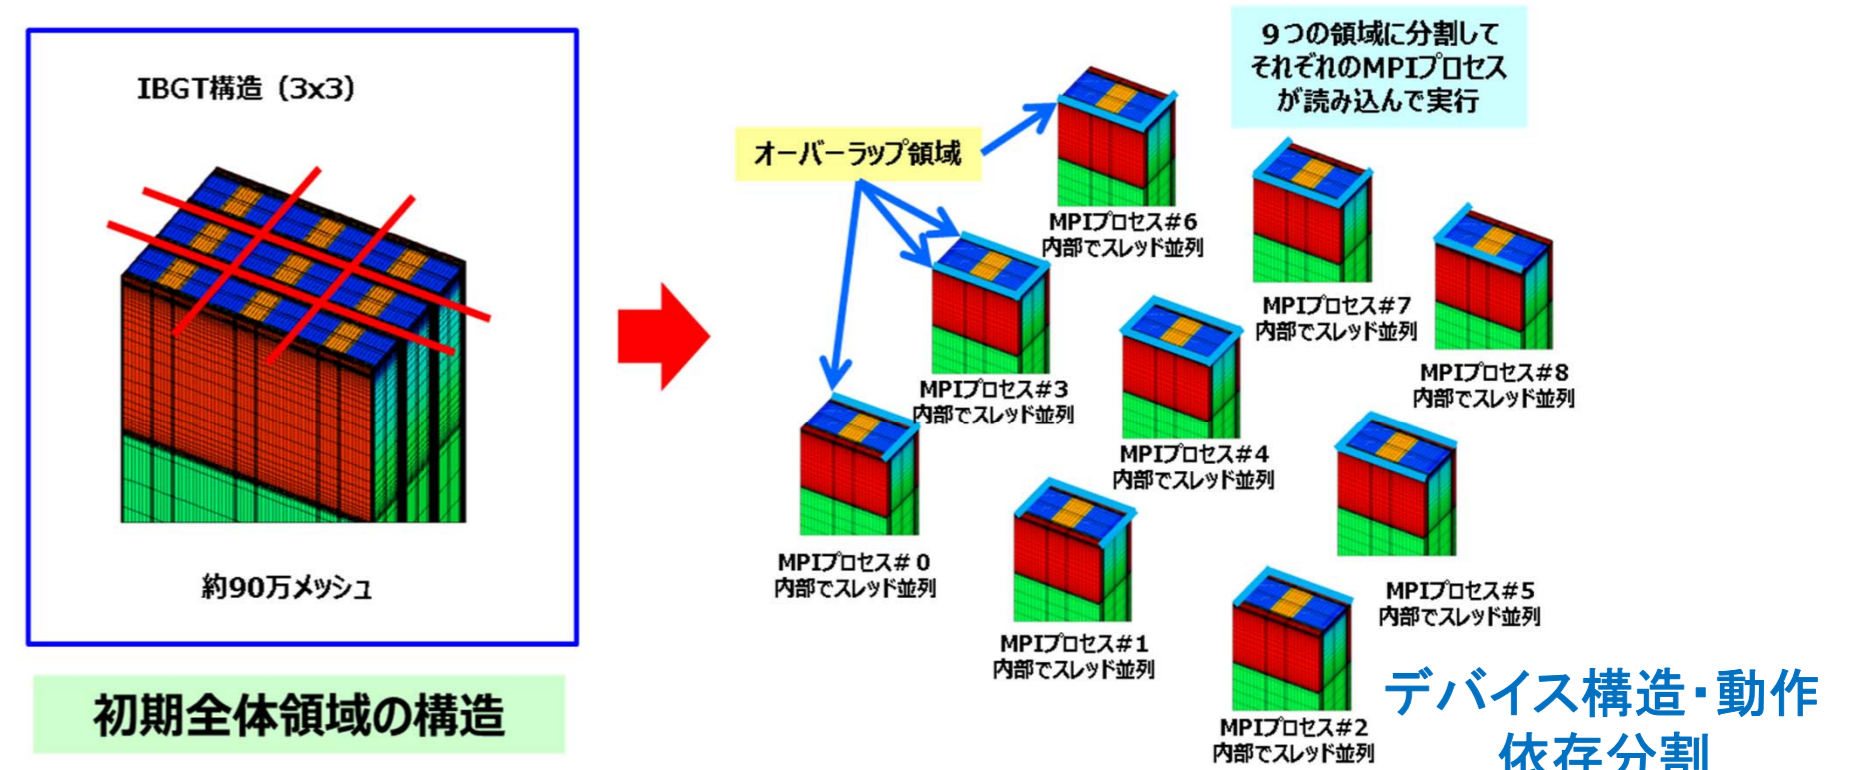 IBGT構造（3x3）
約90万メッシュ
初期全体領域の構造
オーバーラップ領域
９つの領域に分割して
それぞれのMPIプロセス
が読み込んで実行
MPIプロセス#6
内部でスレッド並列
MPIプロセス#7
内部でスレッド並列
MPIプロセス#8
内部でスレッド並列
MPIプロセス#3
内部でスレッド並列
MPIプロセス#4
内部でスレッド並列
MPIプロセス#5
内部でスレッド並列
MPIプロセス#０
内部でスレッド並列
MPIプロセス#1
内部でスレッド並列
MPIプロセス#2
内部でスレッド並列
デバイス構造・動作
依存分割